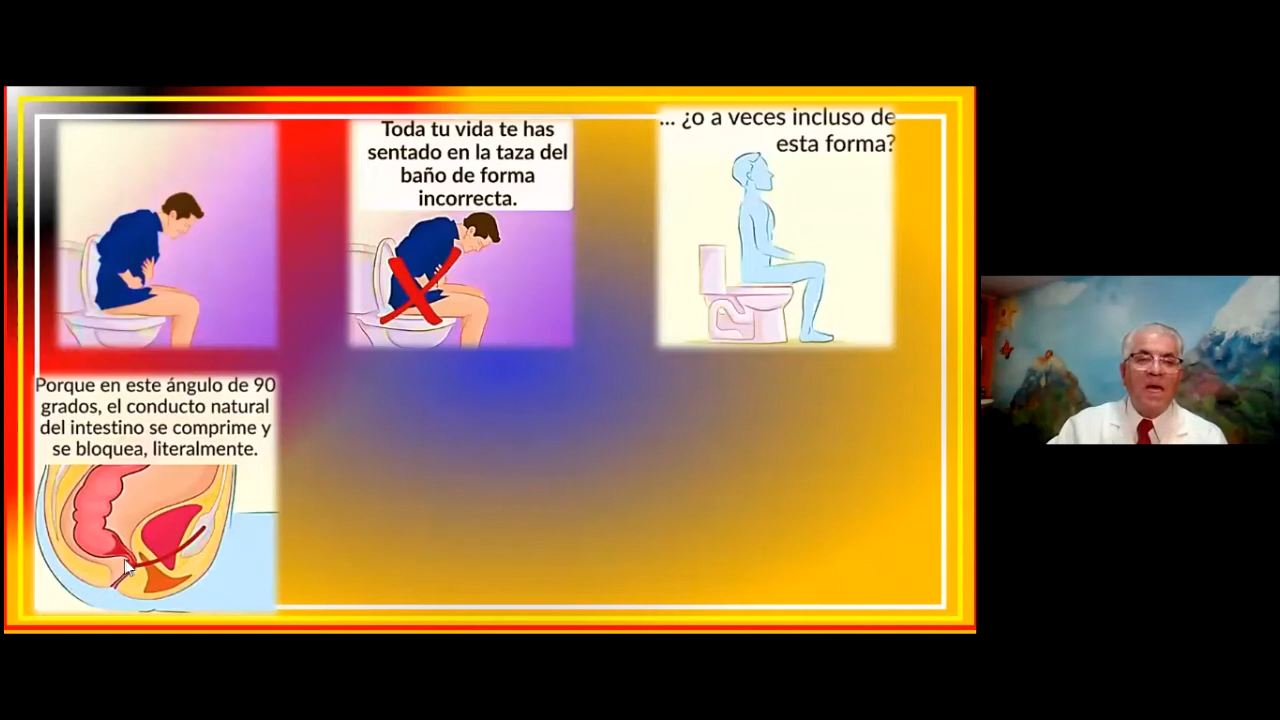 Toda tu vida te has
sentado en la taza del
baño de forma
incorrecta.
... ¿o a veces incluso de
esta forma?
Porque en este ángulo de 90
grados, el conducto natural
del intestino se comprime y
se bloquea, literalmente.